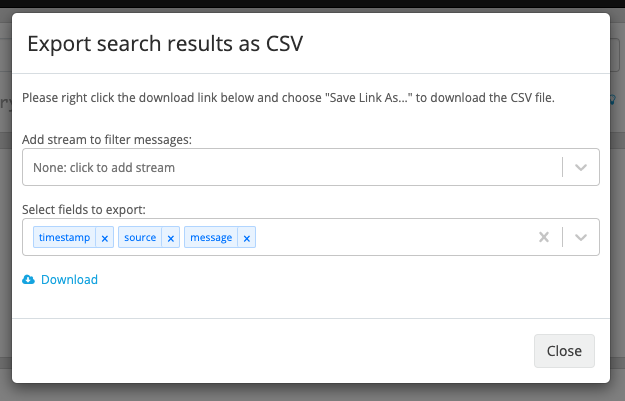 Export search results as CSV
Please right click the download link below and choose "Save Link As..." to download the CSV file.
Add stream to filter messages:
None: click to add stream
Select fields to export:
timestamp × source × message ×
Download
Close